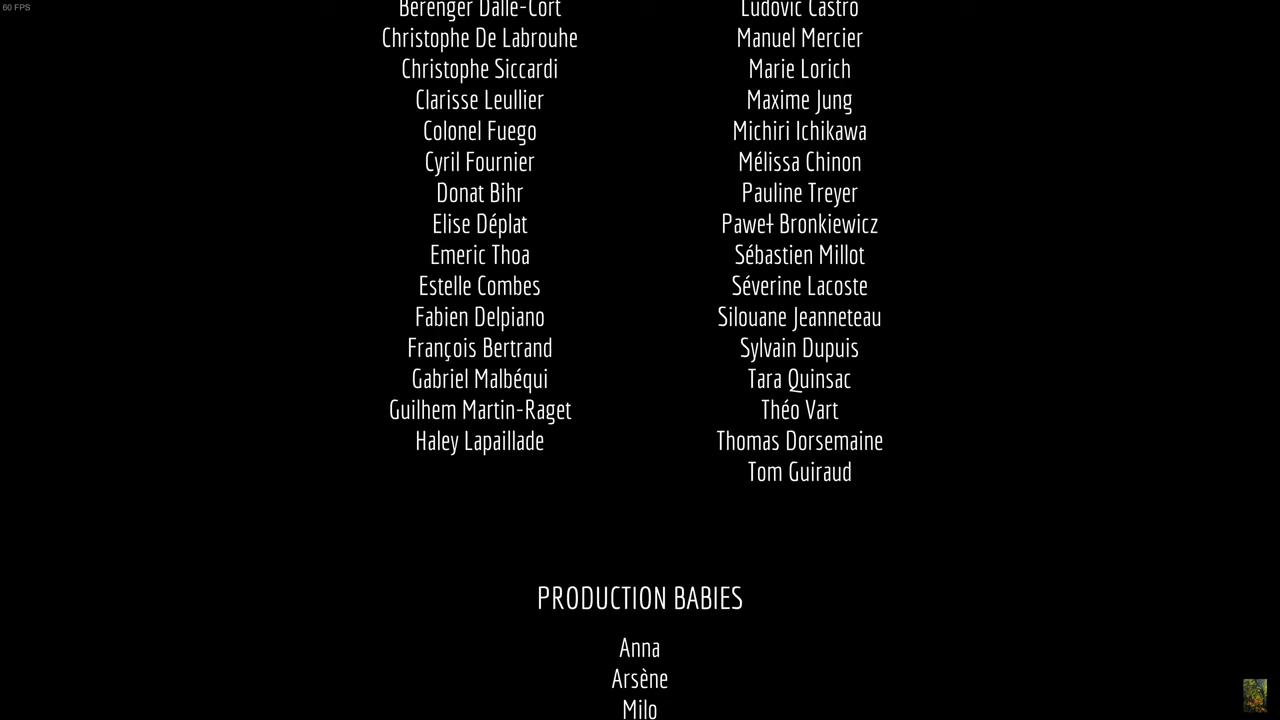 60 FPS
Bérenger Dalle-Cort
Christophe De Labrouhe
Christophe Siccardi
Clarisse Leullier
Colonel Fuego
Cyril Fournier
Donat Bihr
Elise Déplat
Emeric Thoa
Estelle Combes
Fabien Delpiano
François Bertrand
Gabriel Malbéqui
Guilhem Martin-Raget
Haley Lapaillade
Ludovic Castro
Manuel Mercier
Marie Lorich
Maxime Jung
Michiri Ichikawa
Mélissa Chinon
Pauline Treyer
Paweł Bronkiewicz
Sébastien Millot
Séverine Lacoste
Silouane Jeanneteau
Sylvain Dupuis
Tara Quinsac
Théo Vart
Thomas Dorsemaine
Tom Guiraud
PRODUCTION BABIES
Anna
Arsène
Milo